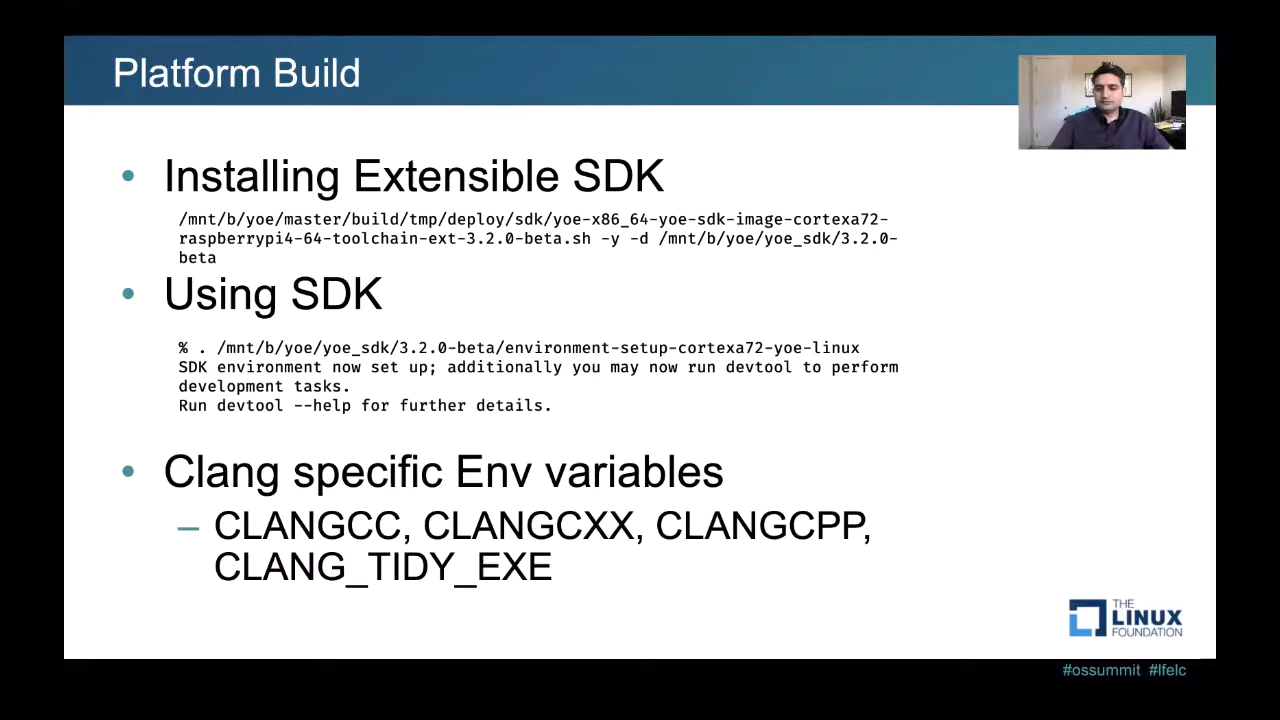 Platform Build
• Installing Extensible SDK
/mnt/b/yoe/master/build/tmp/deploy/sdk/yoe-x86_64-yoe-sdk-image-cortexa72-
raspberrypi4-64-toolchain-ext-3.2.0-beta.sh -y -d /mnt/b/yoe/yoe_sdk/3.2.0-
beta
• Using SDK
% . /mnt/b/yoe/yoe_sdk/3.2.0-beta/environment-setup-cortexa72-yoe-linux
SDK environment now set up; additionally you may now run devtool to perform
development tasks.
Run devtool --help for further details.
• Clang specific Env variables
– CLANGCC, CLANGCXX, CLANGCPP,
CLANG_TIDY_EXE
THE
LINUX
FOUNDATION
#ossummit #lfelc